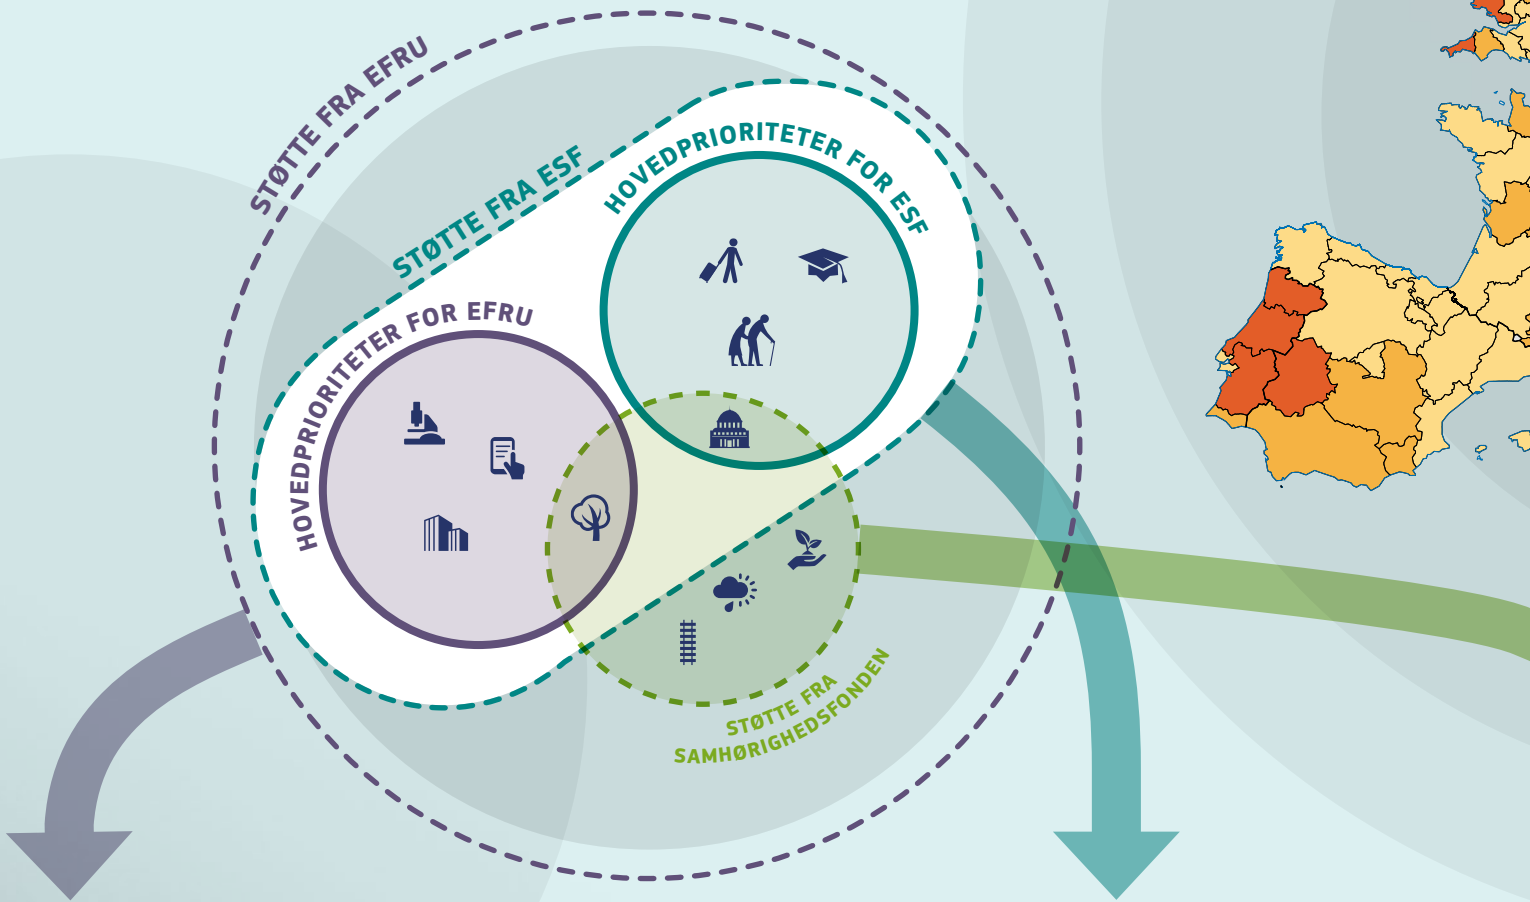 STØTTE FRA EFRU
STØTTE FRA ESF
HOVEDPRIORITETER FOR ESF
HOVEDPRIORITETER FOR EFRU
STØTTE FRA
SAMHØRIGHEDSFONDEN